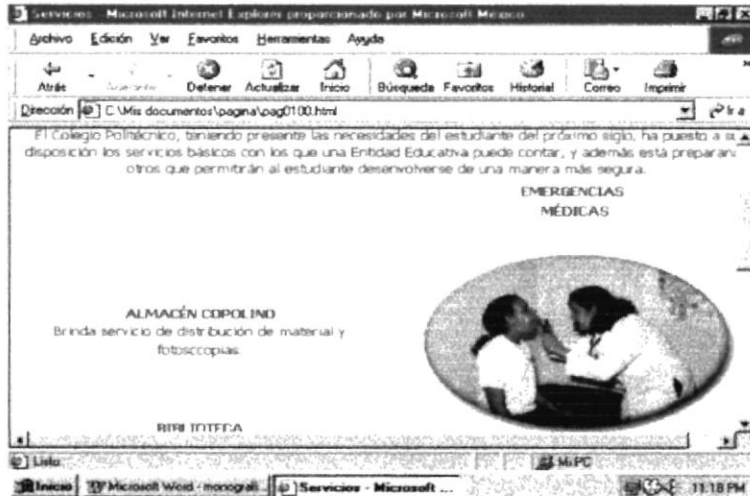 Servicios - Microsoft Internet Explorer proporcionado por Microsoft Mexico
Archivo Edición Ver Favoritos Herramientas Ayuda
Atrás Detener Actualizar Inicio Búsqueda Favoritos Historial Correo Imprimir
Dirección C:\Mis documentos\pagina\pag0100.html Ir a
El Colegio Politécnico, teniendo presente las necesidades del estudiante del próximo siglo, ha puesto a su
disposición los servicios básicos con los que una Entidad Educativa puede contar, y además está preparan
otros que permitirán al estudiante desenvolverse de una manera más segura.
EMERGENCIAS
MÉDICAS
ALMACÉN COPOLINO
Brinda servicio de distribución de material y
fotosccopias.
BIBLIOTECA
Listo Mi PC
Inicio Microsoft Word - monografi... Servicios - Microsoft ... 11:18 PM